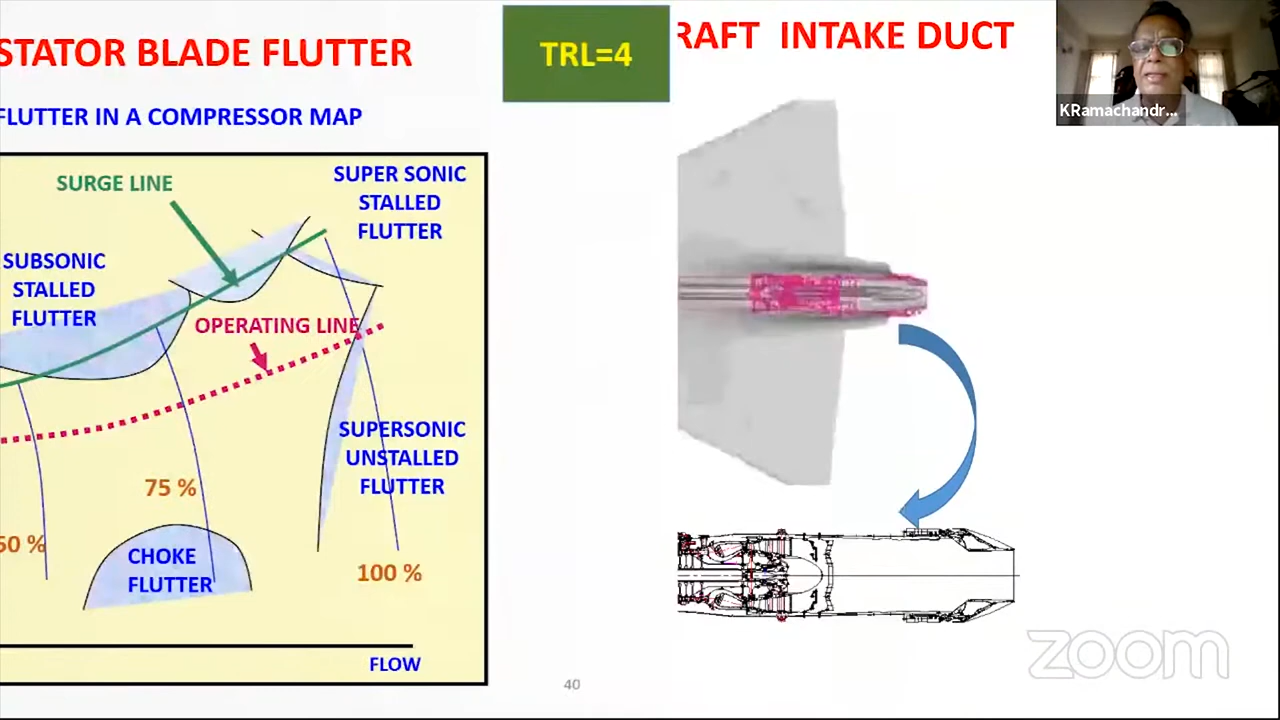 STATOR BLADE FLUTTER
FLUTTER IN A COMPRESSOR MAP
SURGE LINE
SUPER SONIC
STALLED
FLUTTER
SUBSONIC
STALLED
FLUTTER
OPERATING LINE
SUPERSONIC
UNSTALLED
FLUTTER
75 %
50 %
CHOKE
FLUTTER
100 %
FLOW
40
TRL=4
RAFT INTAKE DUCT
KRamachandr...
zoom